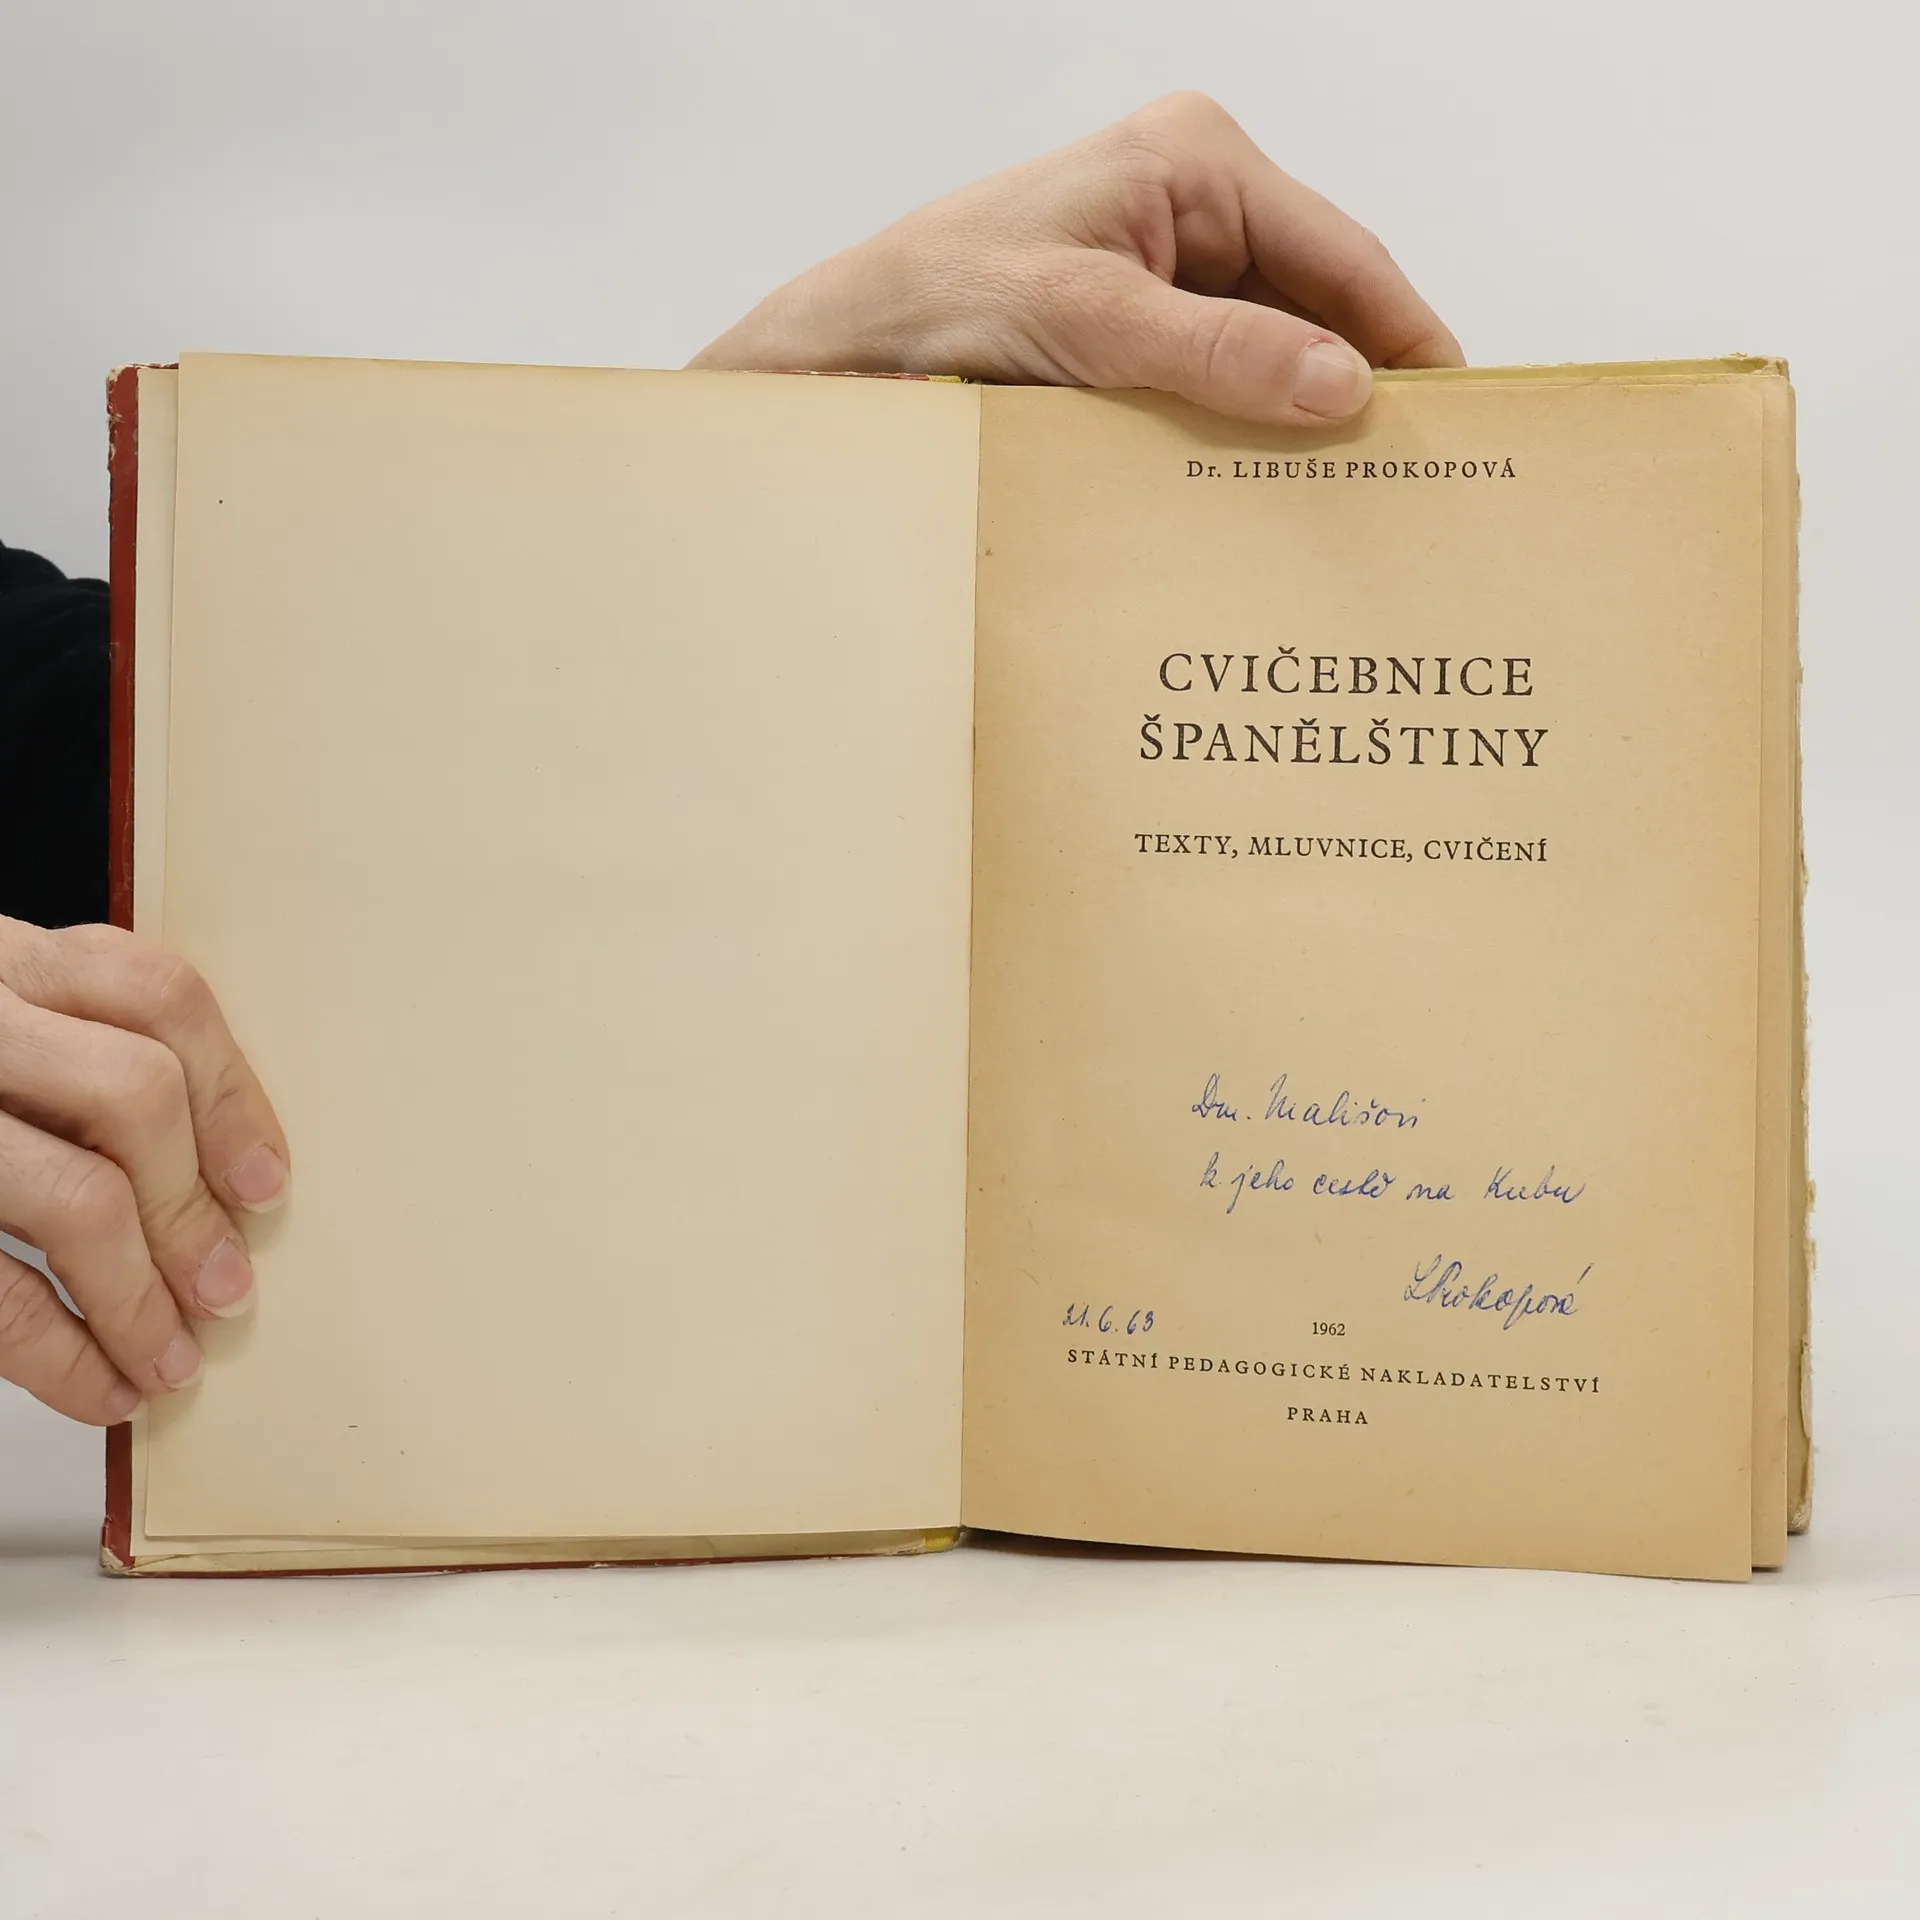 Dr. LIBUŠE PROKOPOVÁ
CVIČEBNICE
ŠPANĚLŠTINY
TEXTY, MLUVNICE, CVIČENÍ
Mališovi
k jeho cestě na Kubu
LProkopová
21.6.63
1962
STÁTNÍ PEDAGOGICKÉ NAKLADATELSTVÍ
PRAHA